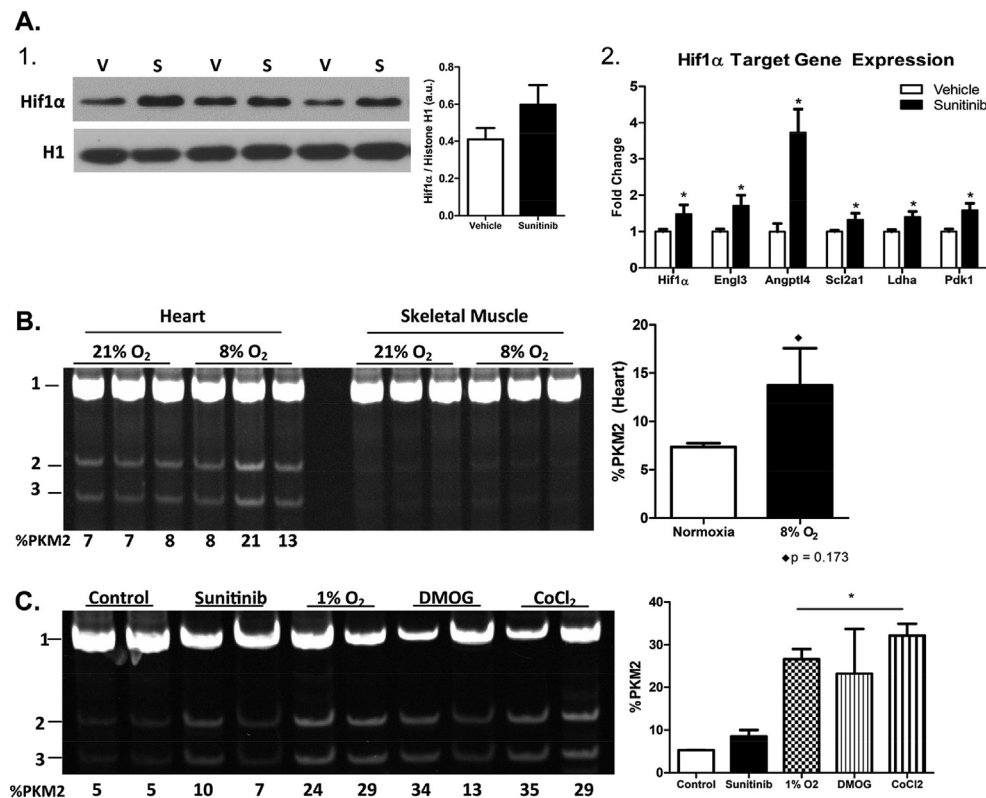 A.
1.
V S V S V S
Hif1α
H1
Hif1α / Histone H1 (a.u.)
0.8
0.6
0.4
0.2
0.0
Vehicle Sunitinib
2.
Hif1α Target Gene Expression
Vehicle
Sunitinib
Fold Change
5
4
3
2
1
0
* * * * * *
Hif1α Engl3 Angptl4 Scl2a1 Ldha Pdk1
B.
Heart Skeletal Muscle
21% O₂ 8% O₂ 21% O₂ 8% O₂
1
2
3
%PKM2 7 7 8 8 21 13
%PKM2 (Heart)
20
15
10
5
0
◆
Normoxia 8% O₂
◆p = 0.173
C.
Control Sunitinib 1% O₂ DMOG CoCl₂
1
2
3
%PKM2 5 5 10 7 24 29 34 13 35 29
%PKM2
40
30
20
10
0
*
Control Sunitinib 1% O2 DMOG CoCl2